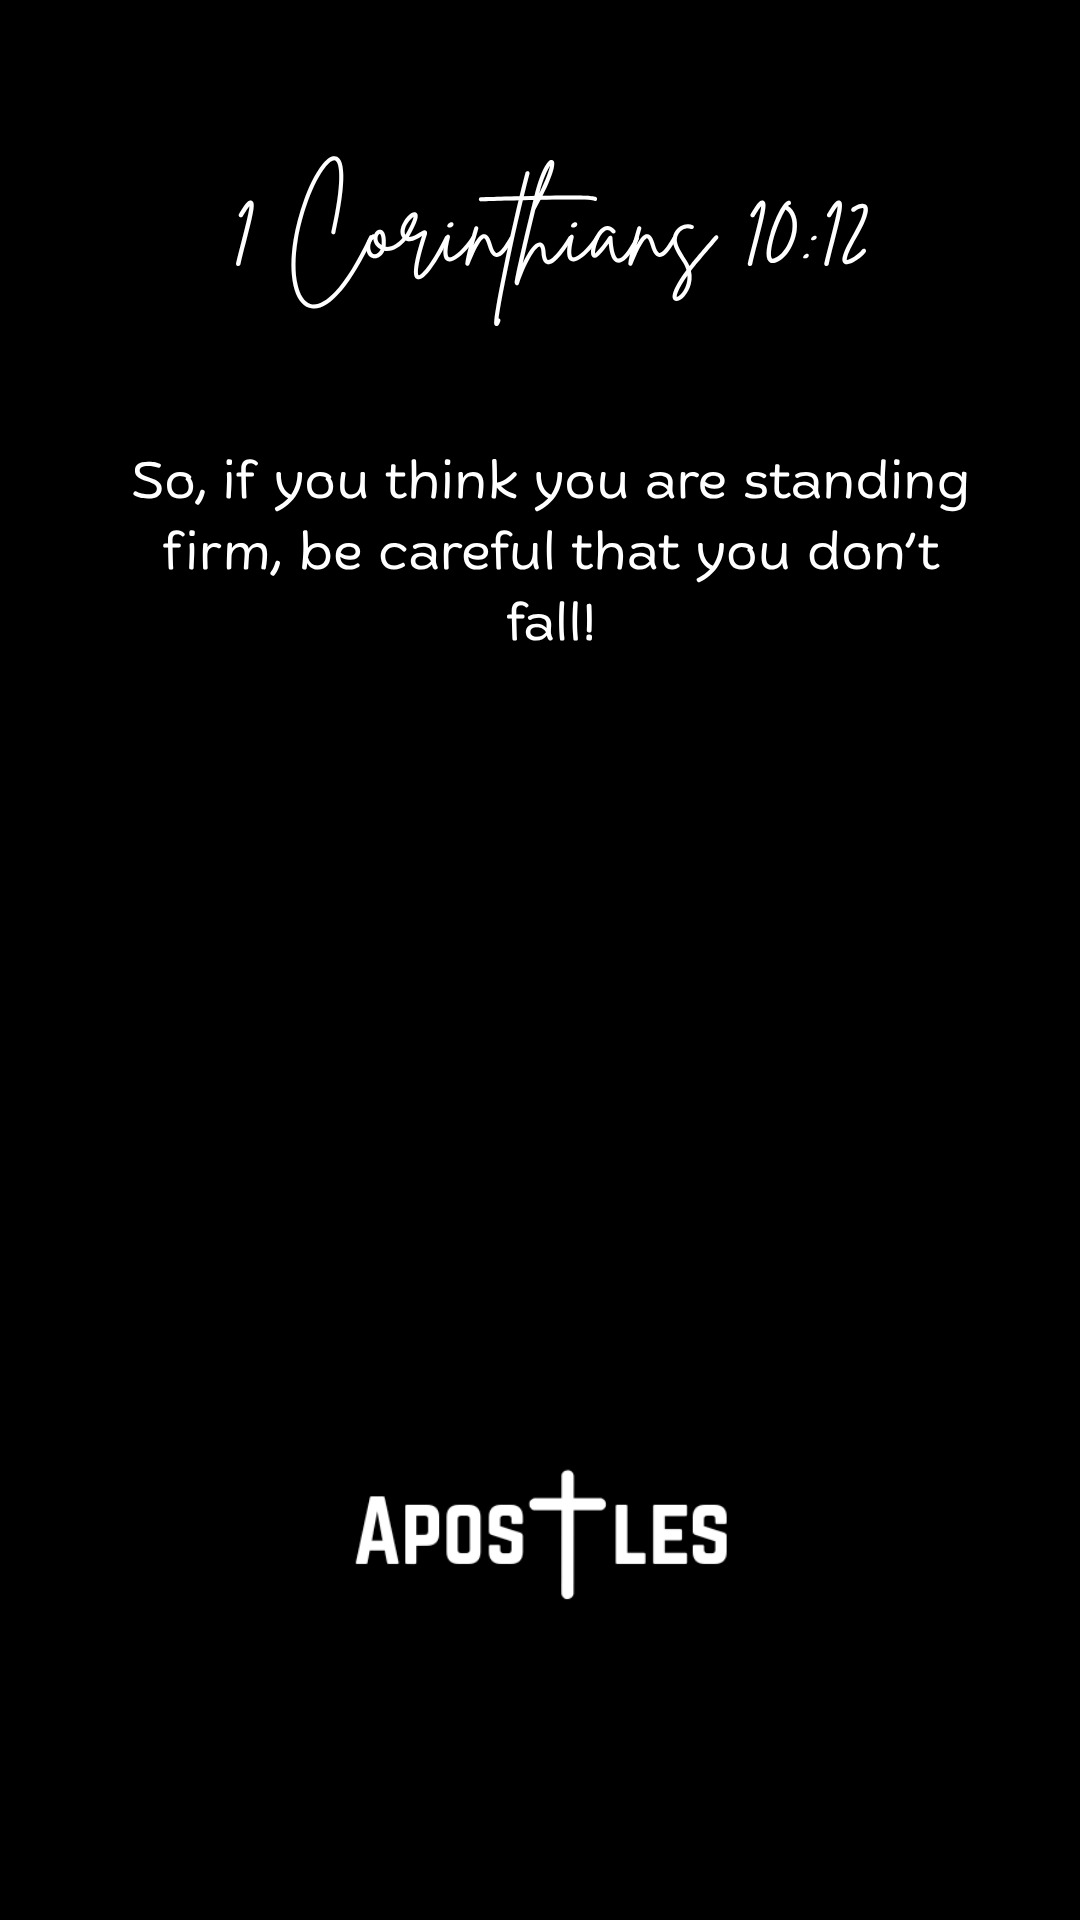 1 Corinthians 10:12
So, if you think you are standing
firm, be careful that you don’t
fall!
APOSTLES